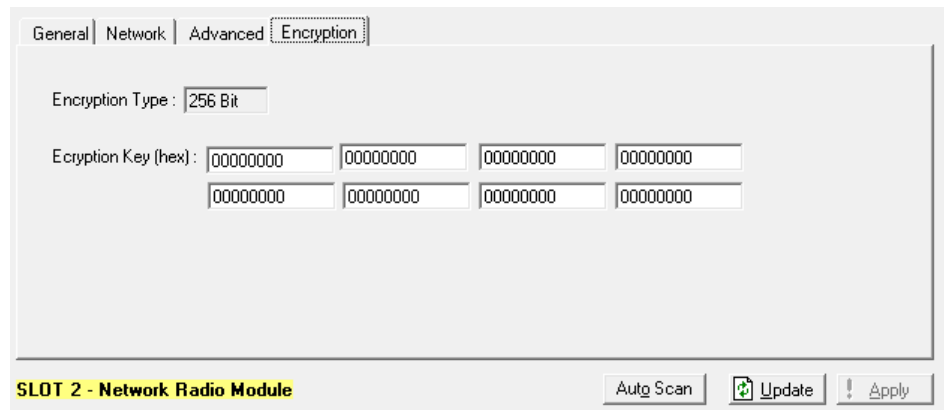 General Network Advanced Encryption
Encryption Type : 256 Bit
Ecryption Key (hex) : 00000000 00000000 00000000 00000000
00000000 00000000 00000000 00000000
SLOT 2 - Network Radio Module Auto Scan Update ! Apply